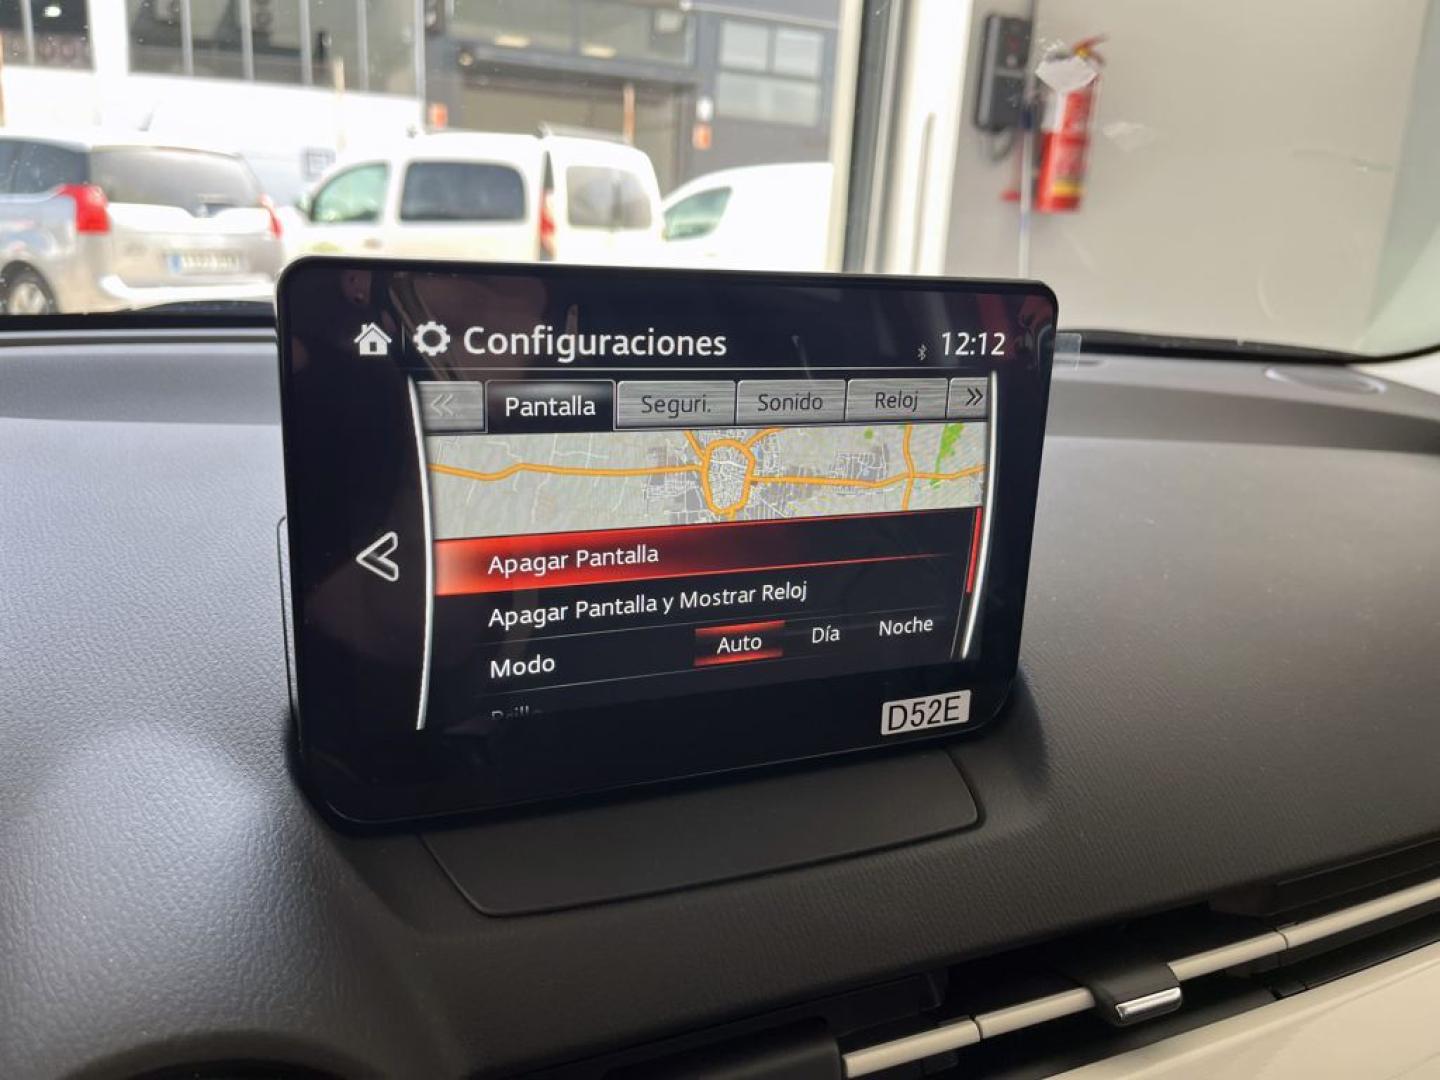 Configuraciones 12:12
Pantalla Seguri. Sonido Reloj
Apagar Pantalla
Apagar Pantalla y Mostrar Reloj
Modo Auto Día Noche
D52E